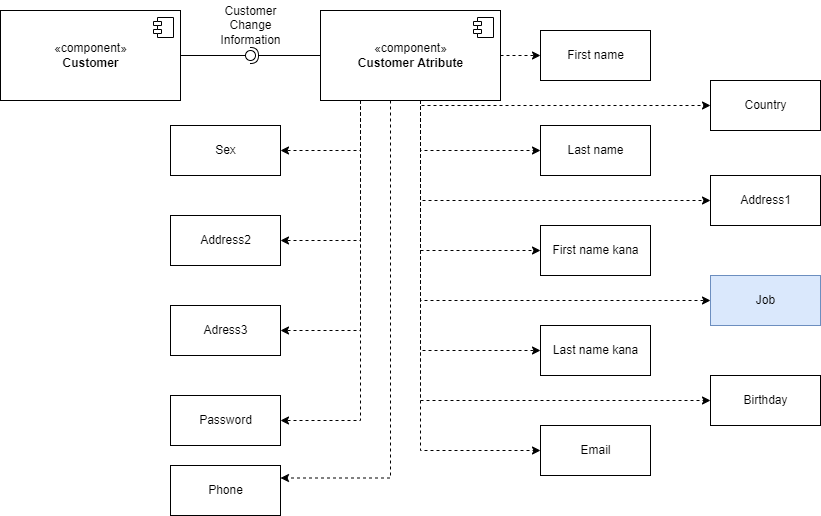 Customer
Change
Information
«component»
Customer
«component»
Customer Atribute
First name
Country
Sex
Last name
Address1
Address2
First name kana
Job
Adress3
Last name kana
Birthday
Password
Email
Phone